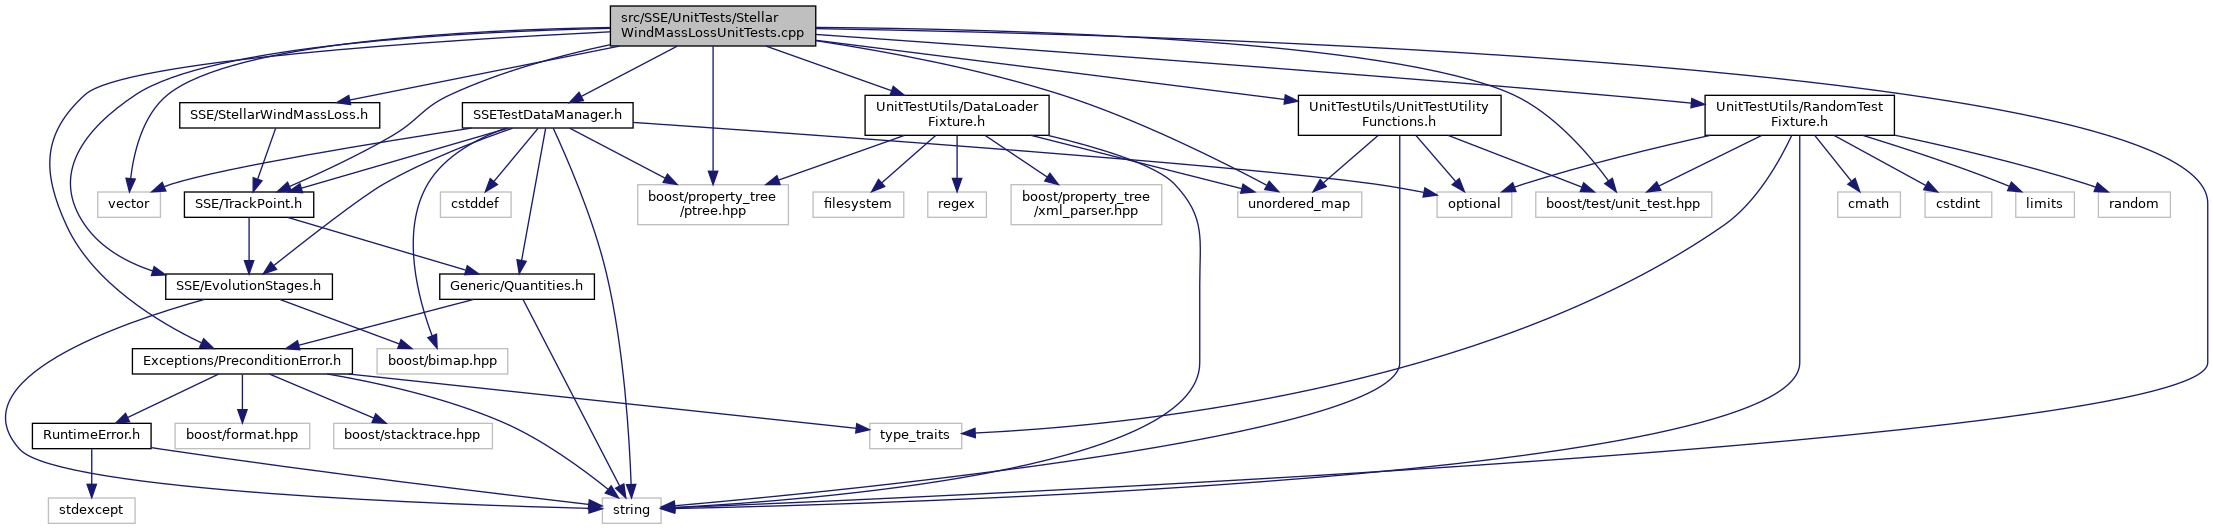 src/SSE/UnitTests/Stellar
WindMassLossUnitTests.cpp
SSE/StellarWindMassLoss.h
SSETestDataManager.h
UnitTestUtils/DataLoader
Fixture.h
UnitTestUtils/UnitTestUtility
Functions.h
UnitTestUtils/RandomTest
Fixture.h
vector
SSE/TrackPoint.h
cstddef
boost/property_tree
/ptree.hpp
filesystem
regex
boost/property_tree
/xml_parser.hpp
unordered_map
optional
boost/test/unit_test.hpp
cmath
cstdint
limits
random
SSE/EvolutionStages.h
Generic/Quantities.h
Exceptions/PreconditionError.h
boost/bimap.hpp
RuntimeError.h
boost/format.hpp
boost/stacktrace.hpp
type_traits
stdexcept
string